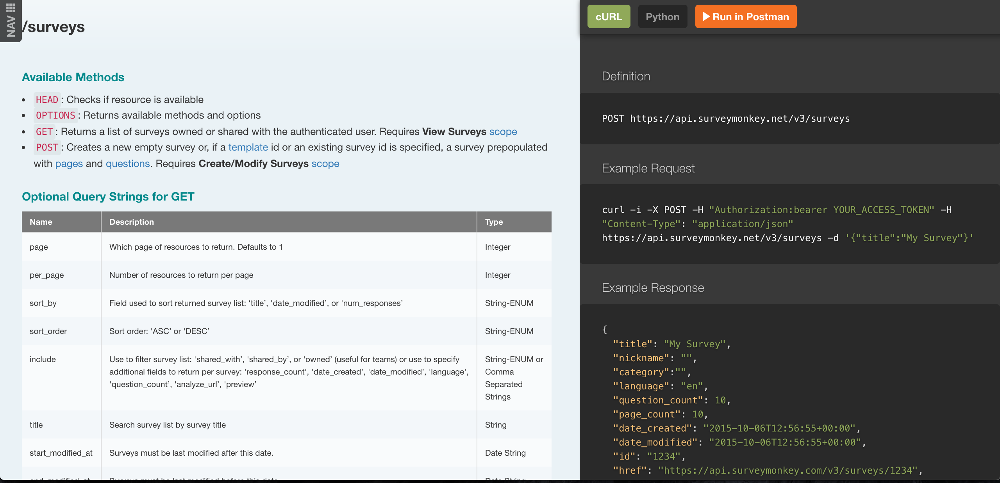 NAV
/surveys
Available Methods
HEAD: Checks if resource is available
OPTIONS: Returns available methods and options
GET: Returns a list of surveys owned or shared with the authenticated user. Requires View Surveys scope
POST: Creates a new empty survey or, if a template id or an existing survey id is specified, a survey prepopulated
with pages and questions. Requires Create/Modify Surveys scope
Optional Query Strings for GET
Name Description Type
page Which page of resources to return. Defaults to 1 Integer
per_page Number of resources to return per page Integer
sort_by Field used to sort returned survey list: ‘title’, 'date_modified’, or 'num_responses’ String-ENUM
sort_order Sort order: 'ASC’ or 'DESC’ String-ENUM
include Use to filter survey list: 'shared_with’, 'shared_by’, or 'owned’ (useful for teams) or use to specify String-ENUM or
additional fields to return per survey: 'response_count’, 'date_created’, 'date_modified’, 'language’, Comma
'question_count’, 'analyze_url’, 'preview’ Separated
Strings
title Search survey list by survey title String
start_modified_at Surveys must be last modified after this date. Date String
end_modified_at Surveys must be last modified before this date. Date String
cURL Python Run in Postman
Definition
POST https://api.surveymonkey.net/v3/surveys
Example Request
curl -i -X POST -H "Authorization:bearer YOUR_ACCESS_TOKEN" -H
"Content-Type": "application/json"
https://api.surveymonkey.net/v3/surveys -d '{"title":"My Survey"}'
Example Response
{
"title": "My Survey",
"nickname": "",
"category":"",
"language": "en",
"question_count": 10,
"page_count": 10,
"date_created": "2015-10-06T12:56:55+00:00",
"date_modified": "2015-10-06T12:56:55+00:00",
"id": "1234",
"href": "https://api.surveymonkey.com/v3/surveys/1234",